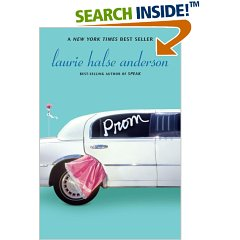 SEARCH INSIDE!™
A NEW YORK TIMES BEST SELLER
laurie halse anderson
BEST-SELLING AUTHOR OF SPEAK
Prom